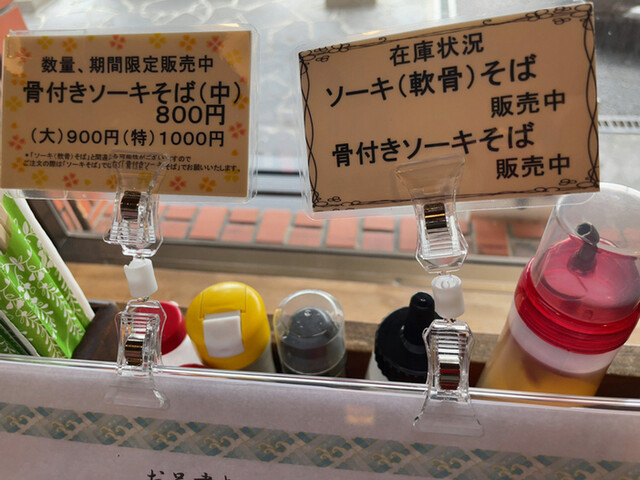 数量、期間限定販売中
骨付きソーキそば(中)
800円
(大)900円(特)1000円
在庫状況
ソーキ(軟骨)そば
販売中
骨付きソーキそば
販売中